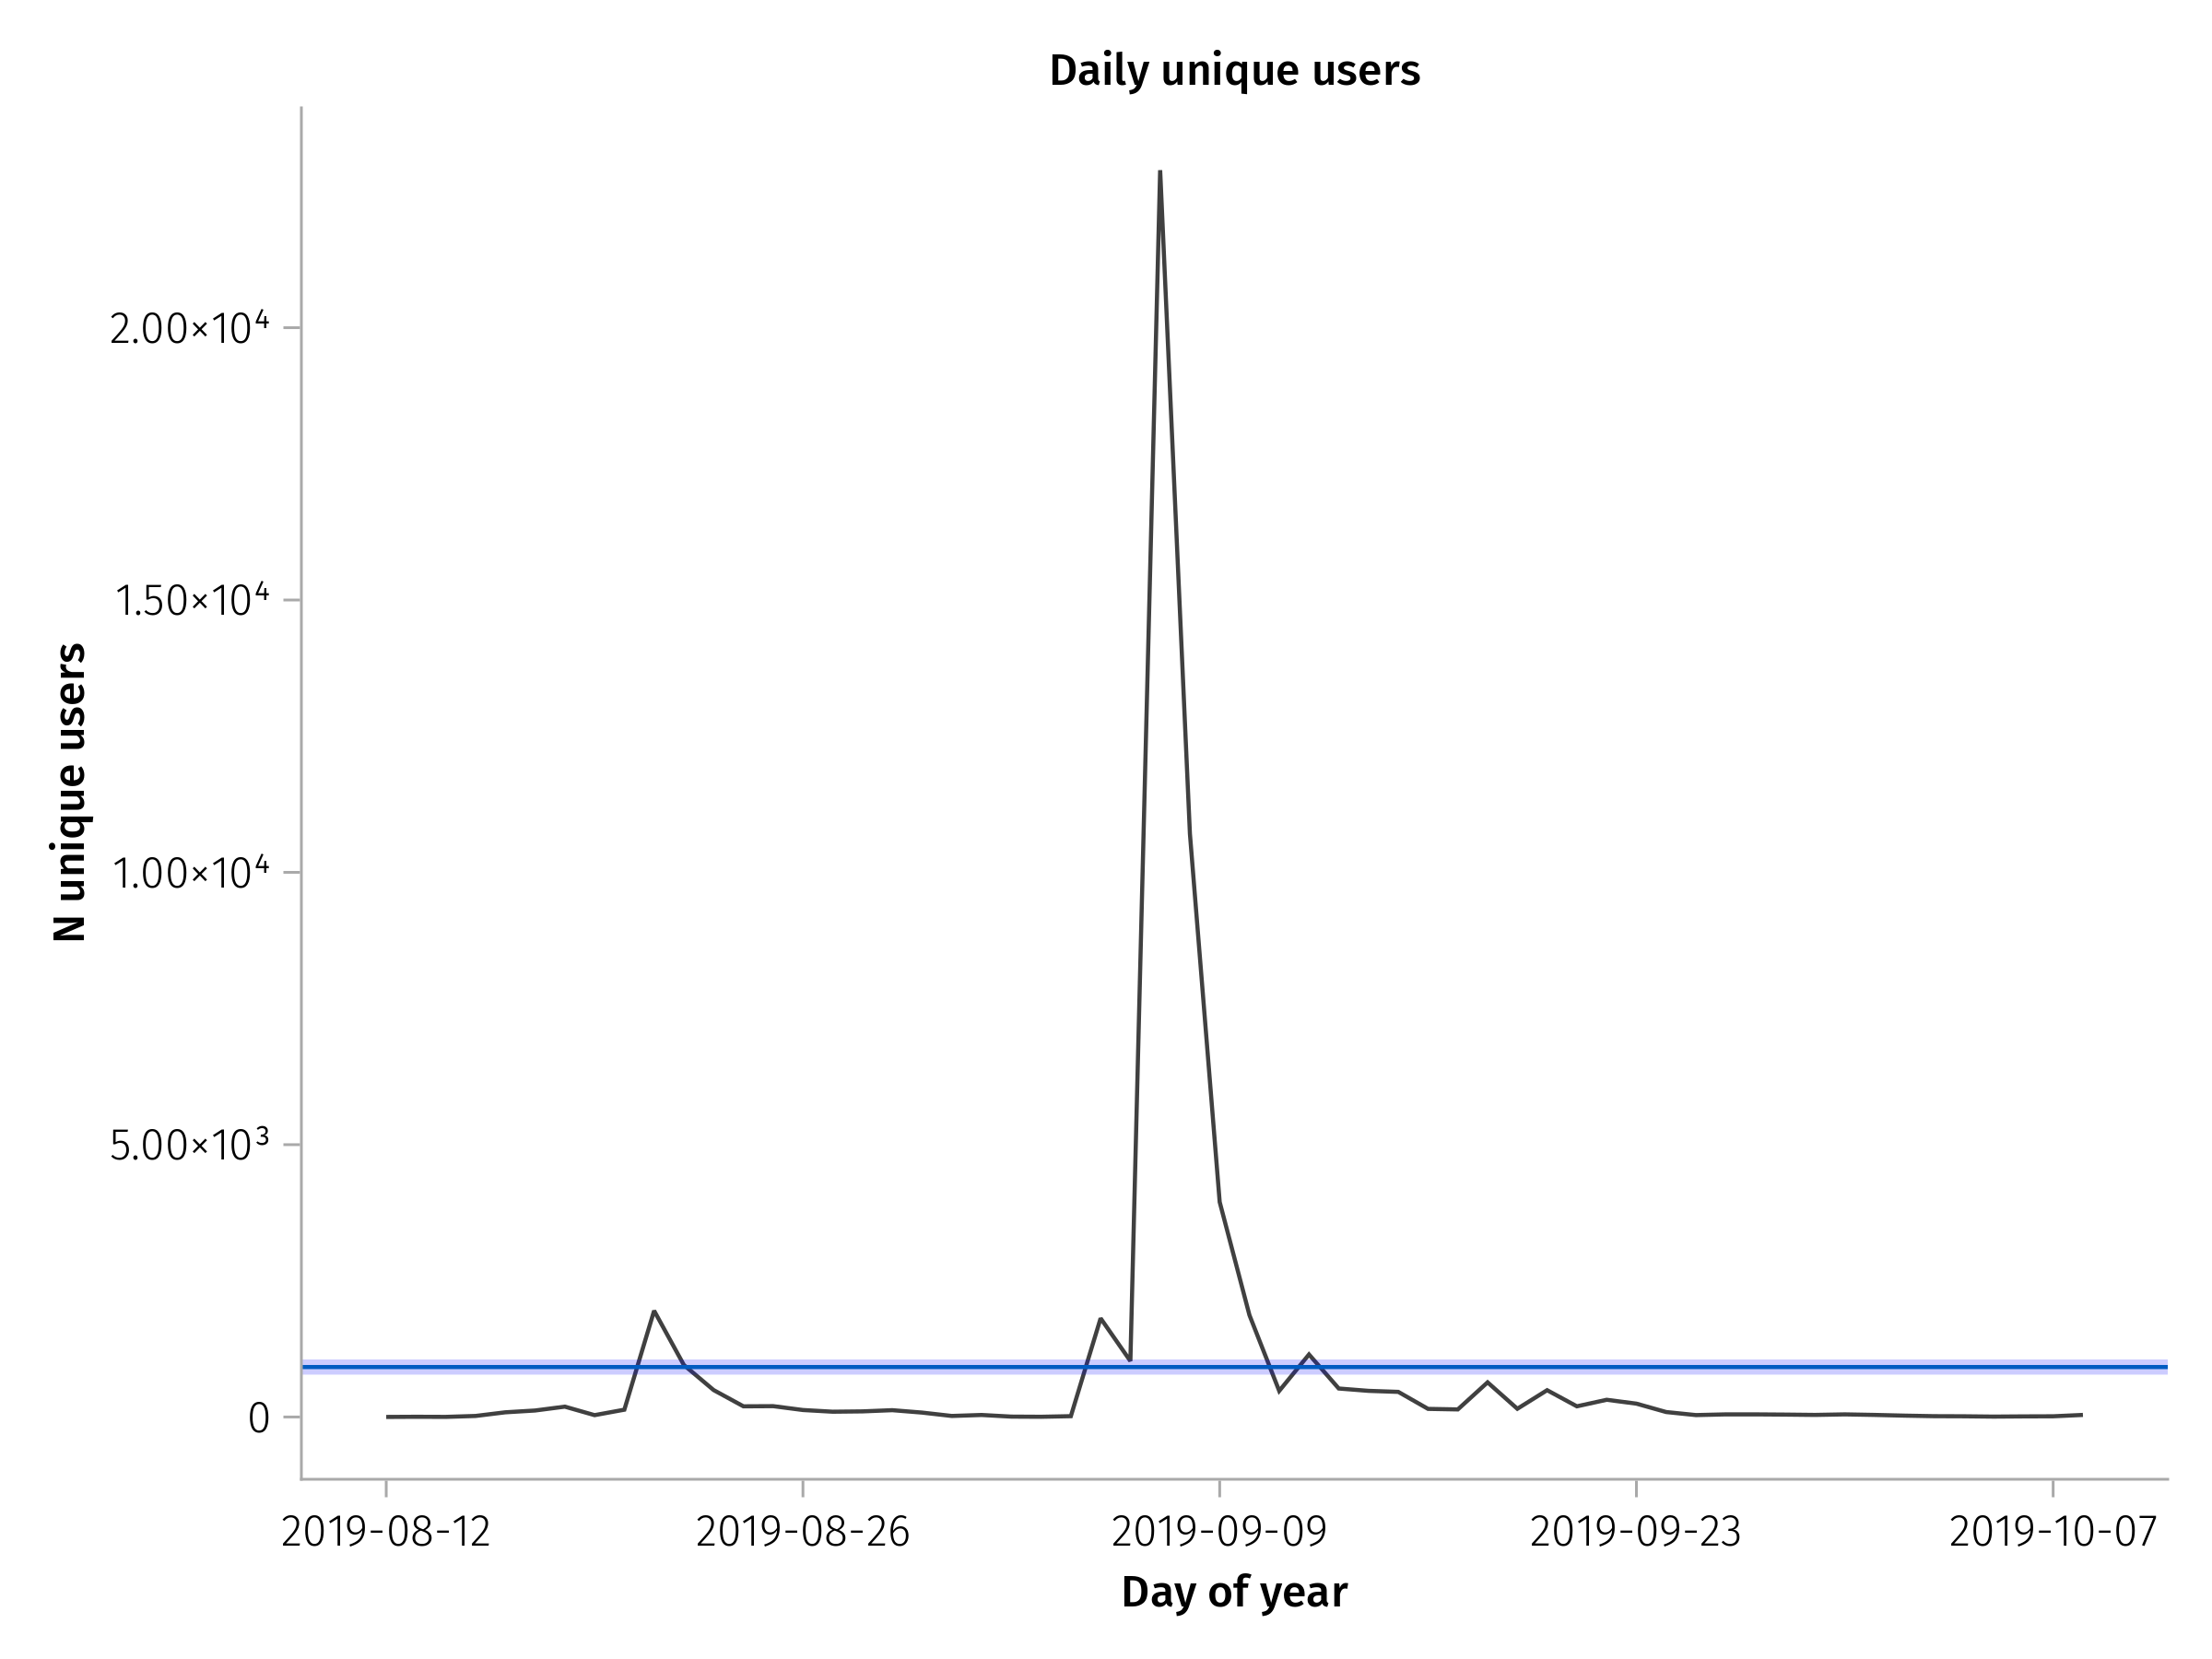 Daily unique users
N unique users
2.00×10⁴
1.50×10⁴
1.00×10⁴
5.00×10³
0
2019-08-12 2019-08-26 2019-09-09 2019-09-23 2019-10-07
Day of year